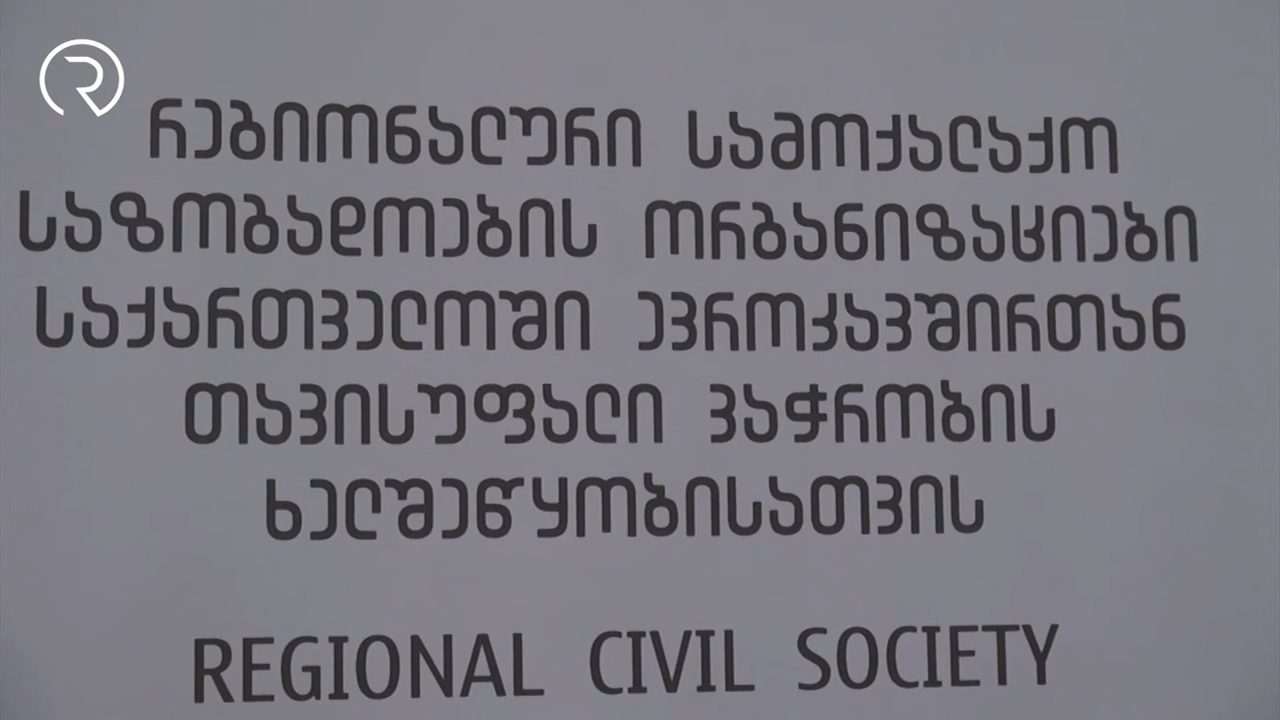 რეგიონალური სამოქალაქო
საზოგადოების ორგანიზაციები
საქართველოში ევროკავშირთან
თავისუფალი ვაჭრობის
ხელშეწყობისათვის
REGIONAL CIVIL SOCIETY